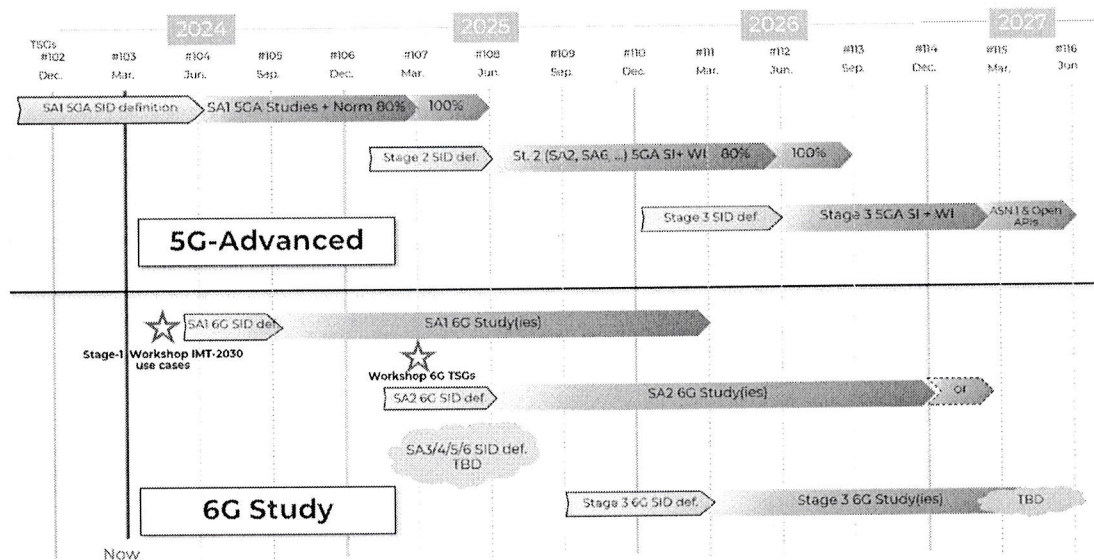 2024 2025 2026 2027
TSGs
#102 #103 #104 #105 #106 #107 #108 #109 #110 #111 #112 #113 #114 #115 #116
Dec. Mar. Jun. Sep. Dec. Mar. Jun. Sep. Dec. Mar. Jun. Sep. Dec. Mar. Jun
SA1 5GA SID definition
SA1 5GA Studies + Norm 80%
100%
Stage 2 SID def.
St. 2 (SA2, SA6, ...) 5GA SI+ WI 80%
100%
Stage 3 SID def.
Stage 3 5GA SI + WI
ASN.1 & Open
APIs
5G-Advanced
SA1 6G SID def
SA1 6G Study(ies)
Stage-1 Workshop IMT-2030
use cases
Workshop 6G TSGs
SA2 6G SID def
SA2 6G Study(ies)
SA3/4/5/6 SID def.
TBD
Stage 3 6G SID def.
Stage 3 6G Study(ies)
TBD
6G Study
Now